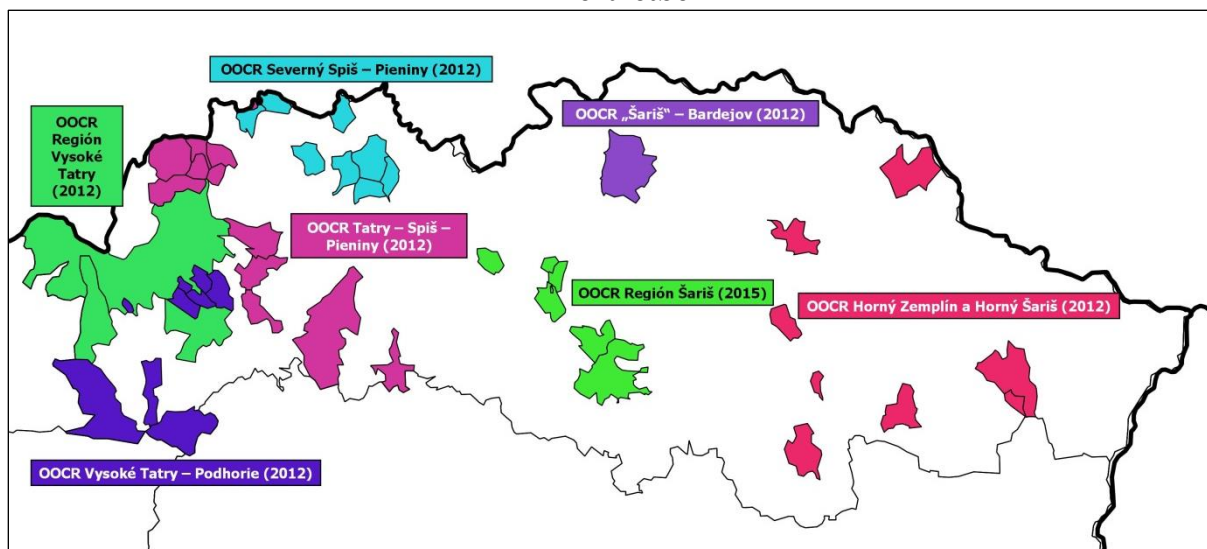 OOCR Severný Spiš – Pieniny (2012)
OOCR
Región
Vysoké
Tatry
(2012)
OOCR „Šariš“ – Bardejov (2012)
OOCR Tatry – Spiš –
Pieniny (2012)
OOCR Región Šariš (2015)
OOCR Horný Zemplín a Horný Šariš (2012)
OOCR Vysoké Tatry – Podhorie (2012)